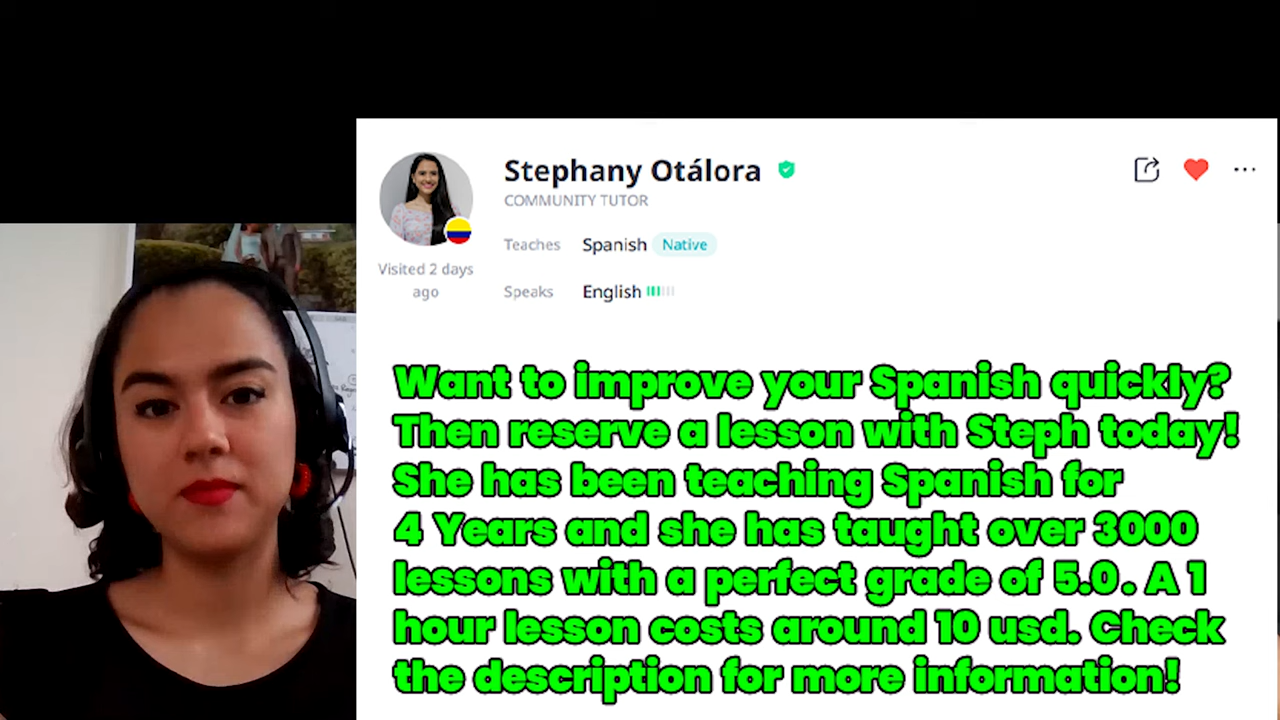 Stephany Otálora
COMMUNITY TUTOR
Teaches Spanish Native
Visited 2 days
ago
Speaks English
Want to improve your Spanish quickly?
Then reserve a lesson with Steph today!
She has been teaching Spanish for
4 Years and she has taught over 3000
lessons with a perfect grade of 5.0. A 1
hour lesson costs around 10 usd. Check
the description for more information!